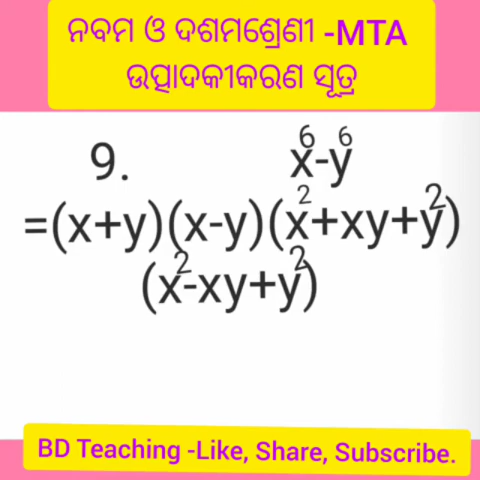 ନବମ ଓ ଦଶମଶ୍ରେଣୀ -MTA
ଉତ୍ପାଦକୀକରଣ ସୂତ୍ର
9. x⁶-y⁶
=(x+y)(x-y)(x²+xy+y²)
(x²-xy+y²)
BD Teaching -Like, Share, Subscribe.